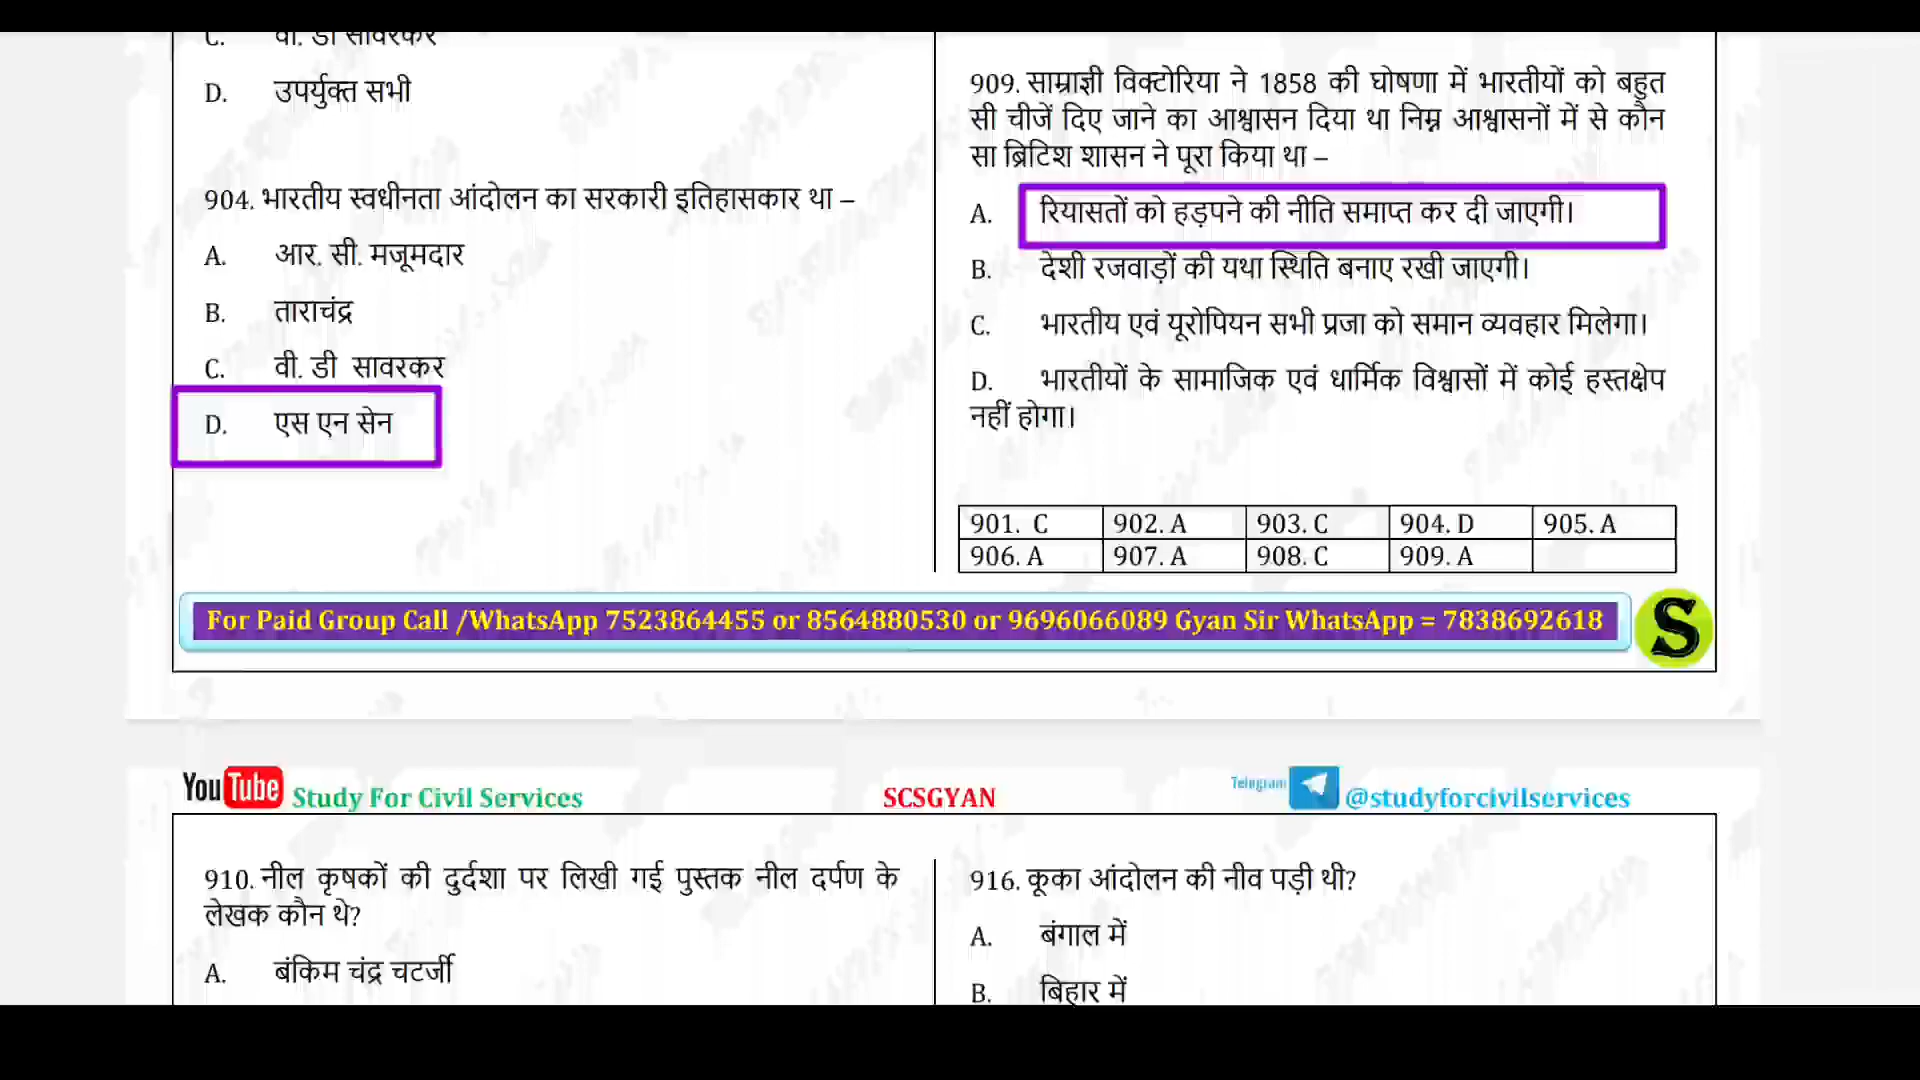 C. वी. डी सावरकर
D. उपर्युक्त सभी
904. भारतीय स्वधीनता आंदोलन का सरकारी इतिहासकार था –
A. आर. सी. मजूमदार
B. ताराचंद्र
C. वी. डी सावरकर
D. एस एन सेन
909. साम्राज्ञी विक्टोरिया ने 1858 की घोषणा में भारतीयों को बहुत
सी चीजें दिए जाने का आश्वासन दिया था निम्न आश्वासनों में से कौन
सा ब्रिटिश शासन ने पूरा किया था –
A. रियासतों को हड़पने की नीति समाप्त कर दी जाएगी।
B. देशी रजवाड़ों की यथा स्थिति बनाए रखी जाएगी।
C. भारतीय एवं यूरोपियन सभी प्रजा को समान व्यवहार मिलेगा।
D. भारतीयों के सामाजिक एवं धार्मिक विश्वासों में कोई हस्तक्षेप
नहीं होगा।
901. C 902. A 903. C 904. D 905. A
906. A 907. A 908. C 909. A
For Paid Group Call /WhatsApp 7523864455 or 8564880530 or 9696066089 Gyan Sir WhatsApp = 7838692618
S
YouTube Study For Civil Services SCSGYAN Telegram @studyforcivilservices
910. नील कृषकों की दुर्दशा पर लिखी गई पुस्तक नील दर्पण के
लेखक कौन थे?
A. बंकिम चंद्र चटर्जी
916. कूका आंदोलन की नीव पड़ी थी?
A. बंगाल में
B. बिहार में